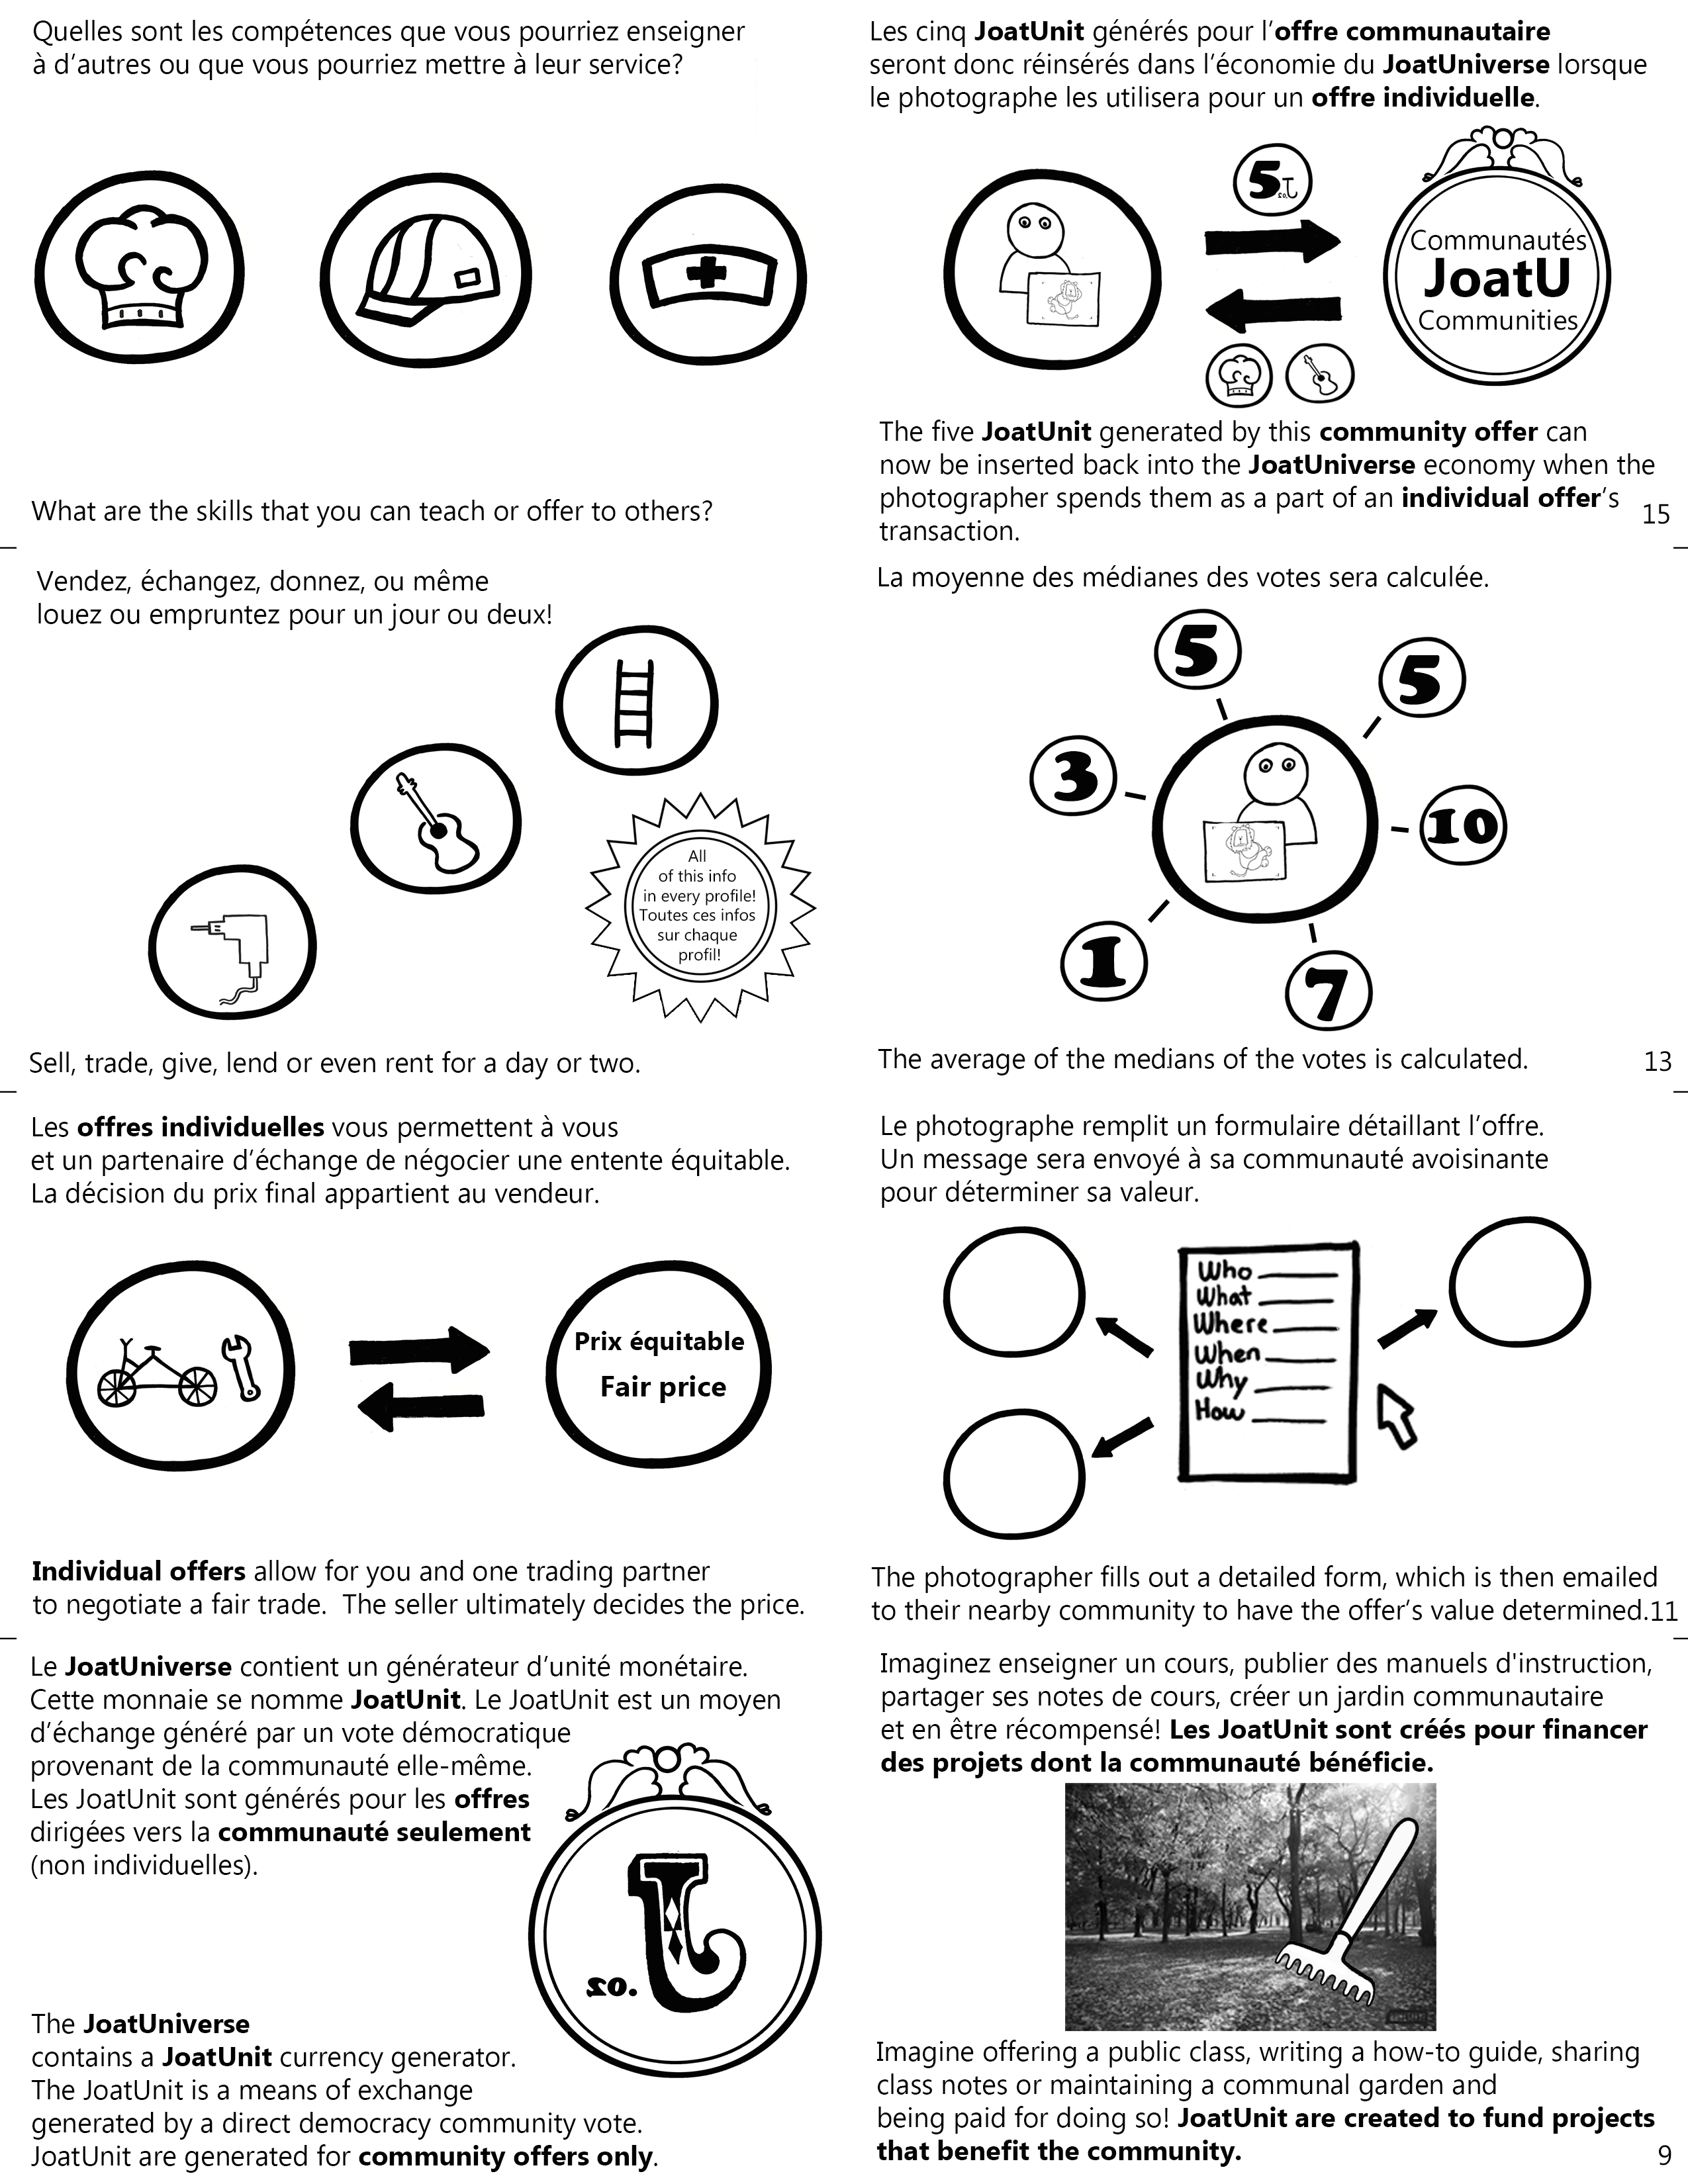 Quelles sont les compétences que vous pourriez enseigner
à d'autres ou que vous pourriez mettre à leur service?
What are the skills that you can teach or offer to others?
Les cinq JoatUnit générés pour l'offre communautaire
seront donc réinsérés dans l'économie du JoatUniverse lorsque
le photographe les utilisera pour un offre individuelle.
5
Communautés
JoatU
Communities
The five JoatUnit generated by this community offer can
now be inserted back into the JoatUniverse economy when the
photographer spends them as a part of an individual offer's
transaction.
15
Vendez, échangez, donnez, ou même
louez ou empruntez pour un jour ou deux!
All
of this info
in every profile!
Toutes ces infos
sur chaque
profil!
Sell, trade, give, lend or even rent for a day or two.
La moyenne des médianes des votes sera calculée.
5
5
3
10
1
7
The average of the medians of the votes is calculated.
13
Les offres individuelles vous permettent à vous
et un partenaire d'échange de négocier une entente équitable.
La décision du prix final appartient au vendeur.
Prix équitable
Fair price
Individual offers allow for you and one trading partner
to negotiate a fair trade.  The seller ultimately decides the price.
Le photographe remplit un formulaire détaillant l'offre.
Un message sera envoyé à sa communauté avoisinante
pour déterminer sa valeur.
Who
What
Where
When
Why
How
The photographer fills out a detailed form, which is then emailed
to their nearby community to have the offer's value determined.11
Le JoatUniverse contient un générateur d'unité monétaire.
Cette monnaie se nomme JoatUnit. Le JoatUnit est un moyen
d'échange généré par un vote démocratique
provenant de la communauté elle-même.
Les JoatUnit sont générés pour les offres
dirigées vers la communauté seulement
(non individuelles).
J
The JoatUniverse
contains a JoatUnit currency generator.
The JoatUnit is a means of exchange
generated by a direct democracy community vote.
JoatUnit are generated for community offers only.
Imaginez enseigner un cours, publier des manuels d'instruction,
partager ses notes de cours, créer un jardin communautaire
et en être récompensé! Les JoatUnit sont créés pour financer
des projets dont la communauté bénéficie.
Imagine offering a public class, writing a how-to guide, sharing
class notes or maintaining a communal garden and
being paid for doing so! JoatUnit are created to fund projects
that benefit the community.
9